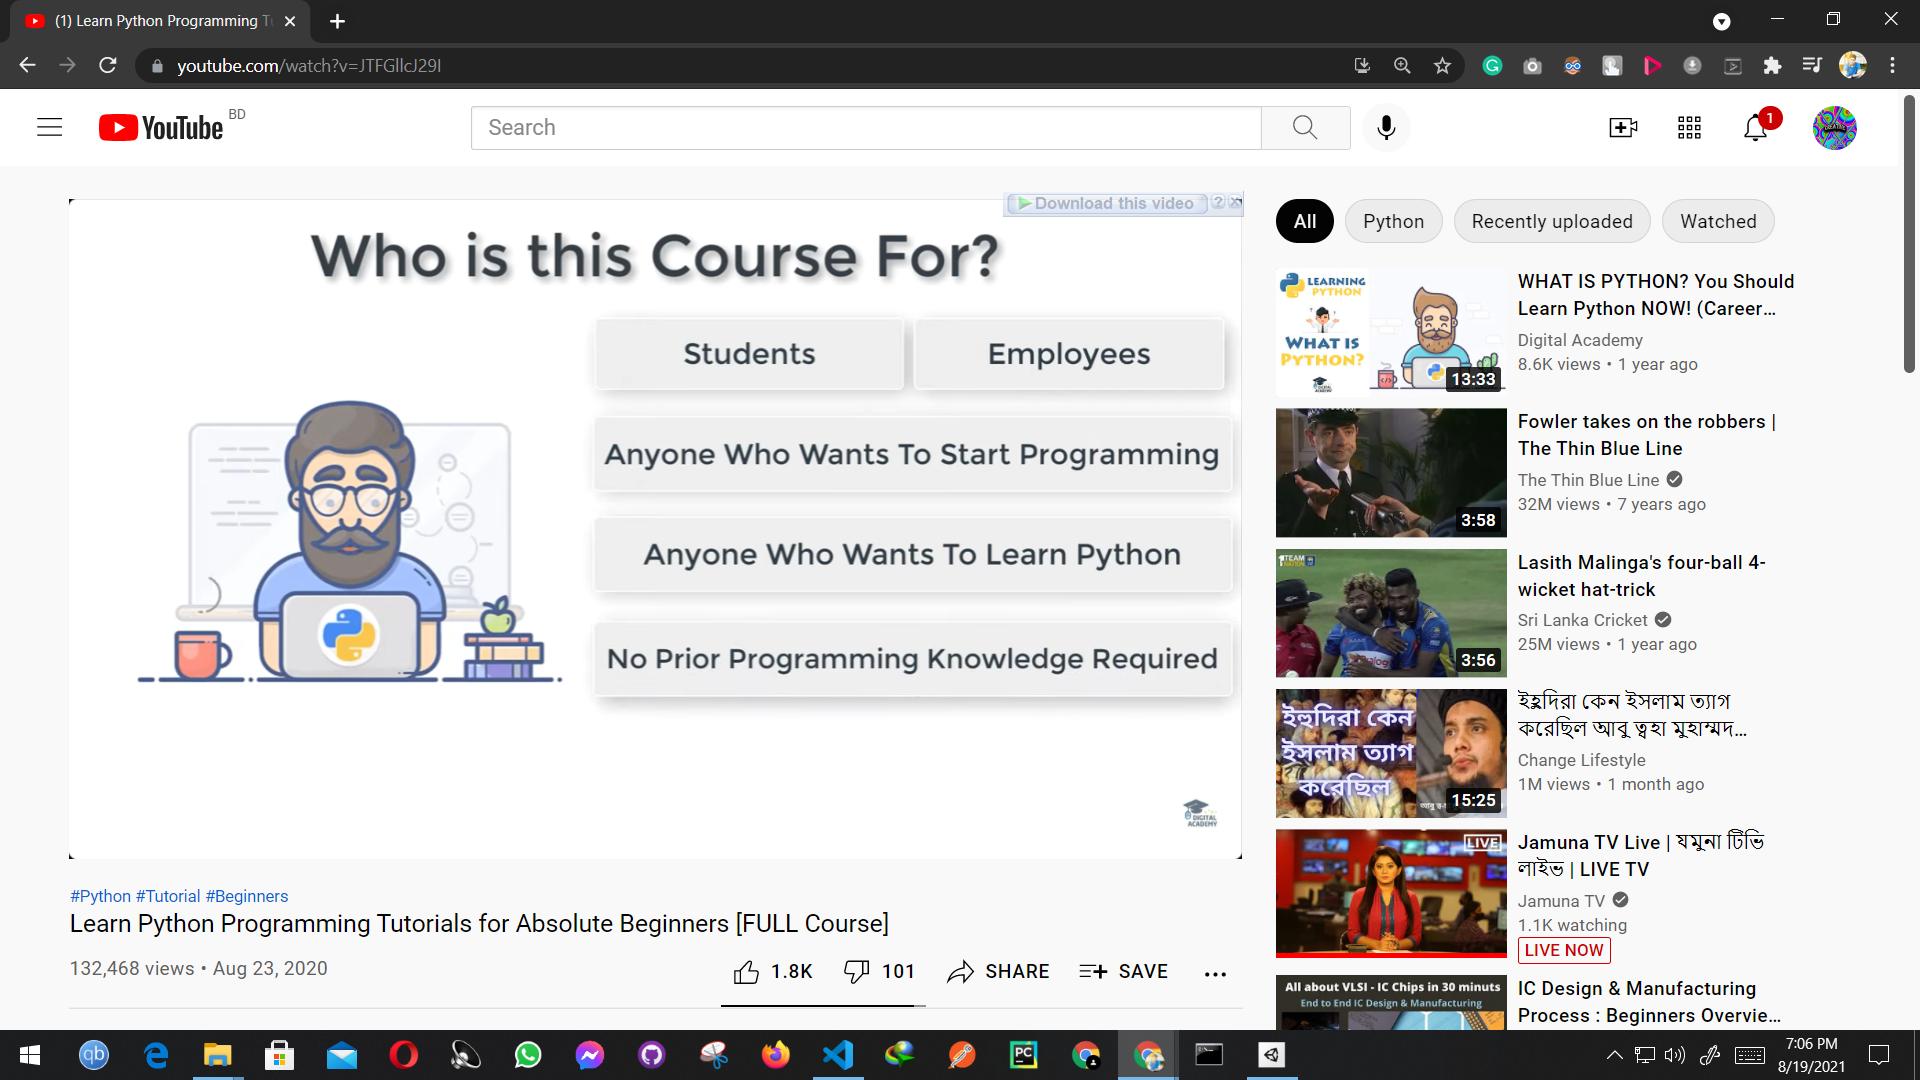 (1) Learn Python Programming Tu
youtube.com/watch?v=JTFGllcJ29I
YouTube BD
Search
1
Download this video ?
Who is this Course For?
Students
Employees
Anyone Who Wants To Start Programming
Anyone Who Wants To Learn Python
No Prior Programming Knowledge Required
DIGITAL
ACADEMY
#Python #Tutorial #Beginners
Learn Python Programming Tutorials for Absolute Beginners [FULL Course]
132,468 views • Aug 23, 2020
1.8K
101
SHARE
SAVE
All
Python
Recently uploaded
Watched
LEARNING
PYTHON
WHAT IS
PYTHON?
13:33
WHAT IS PYTHON? You Should
Learn Python NOW! (Career...
Digital Academy
8.6K views • 1 year ago
3:58
Fowler takes on the robbers |
The Thin Blue Line
The Thin Blue Line
32M views • 7 years ago
3:56
Lasith Malinga's four-ball 4-
wicket hat-trick
Sri Lanka Cricket
25M views • 1 year ago
ইহুদিরা কেন
ইসলাম ত্যাগ
করেছিল
15:25
ইহুদিরা কেন ইসলাম ত্যাগ
করেছিল আবু ত্বহা মুহাম্মদ...
Change Lifestyle
1M views • 1 month ago
LIVE
Jamuna TV Live | যমুনা টিভি
লাইভ | LIVE TV
Jamuna TV
1.1K watching
LIVE NOW
All about VLSI - IC Chips in 30 minuts
End to End IC Design & Manufacturing
IC Design & Manufacturing
Process : Beginners Overvie...
qb
PC
7:06 PM
8/19/2021